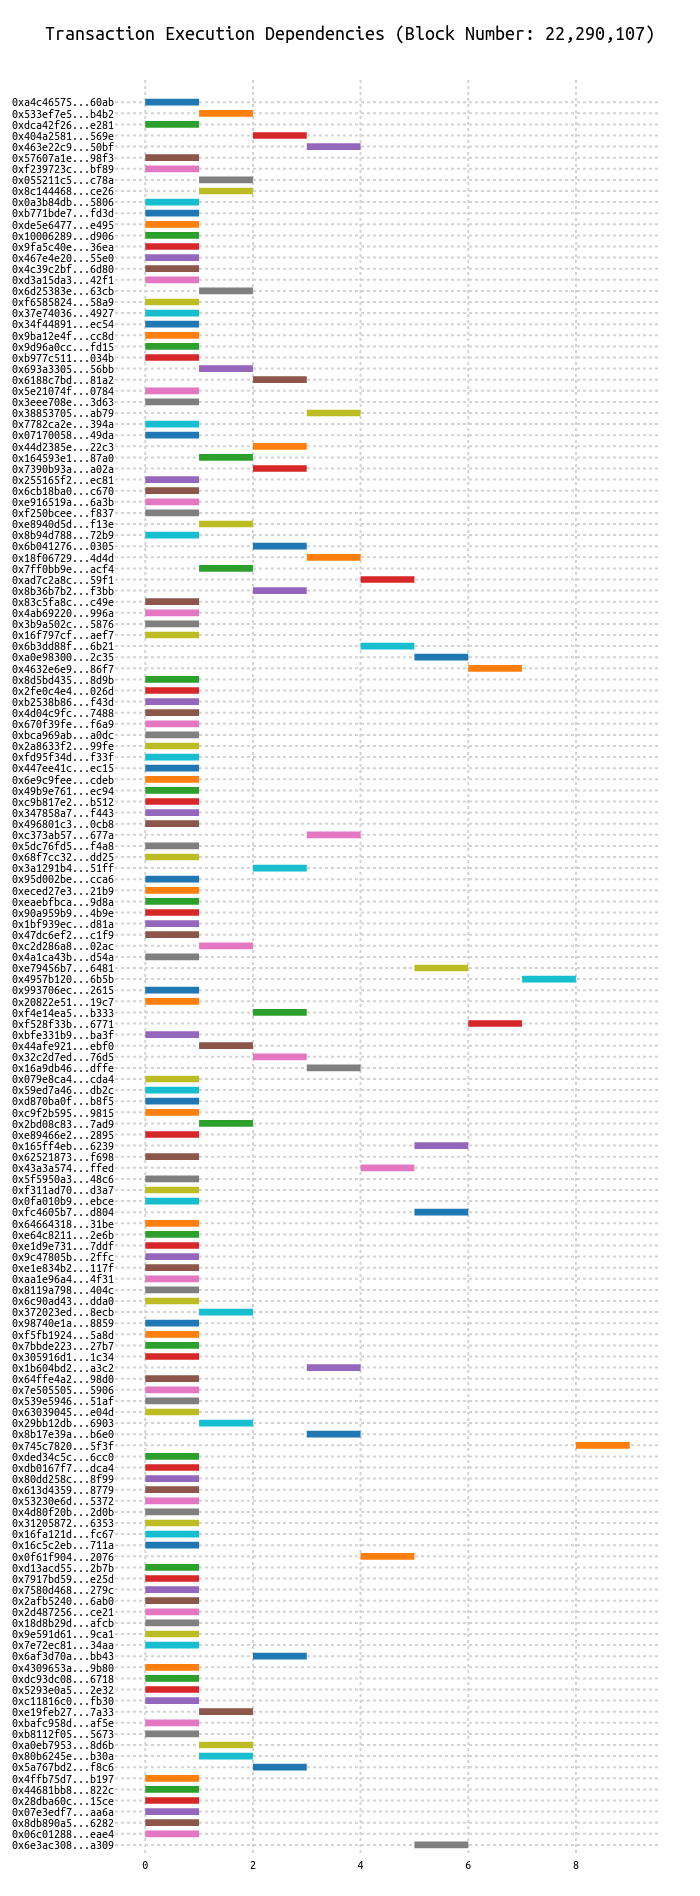 Transaction Execution Dependencies (Block Number: 22,290,107)
0xa4c46575...60ab
0x533ef7e5...b4b2
0xdca42f26...e281
0x404a2581...569e
0x463e22c9...50bf
0x57607a1e...98f3
0xf239723c...bf89
0x055211c5...c78a
0x8c144468...ce26
0x0a3b84db...5806
0xb771bde7...fd3d
0xde5e6477...e495
0x10006289...d906
0x9fa5c40e...36ea
0x467e4e20...55e0
0x4c39c2bf...6d80
0xd3a15da3...42f1
0x6d25383e...63cb
0xf6585824...58a9
0x37e74036...4927
0x34f44891...ec54
0x9ba12e4f...cc8d
0x9d96a0cc...fd15
0xb977c511...034b
0x693a3305...56bb
0x6188c7bd...81a2
0x5e21074f...0784
0x3eee708e...3d63
0x38853705...ab79
0x7782ca2e...394a
0x07170058...49da
0x44d2385e...22c3
0x164593e1...87a0
0x7390b93a...a02a
0x255165f2...ec81
0x6cb18ba0...c670
0xe916519a...6a3b
0xf250bcee...f837
0xe8940d5d...f13e
0x8b94d788...72b9
0x6b041276...0305
0x18f06729...4d4d
0x7ff0bb9e...acf4
0xad7c2a8c...59f1
0x8b36b7b2...f3bb
0x83c5fa8c...c49e
0x4ab69220...996a
0x3b9a502c...5876
0x16f797cf...aef7
0x6b3dd88f...6b21
0xa0e98300...2c35
0x4632e6e9...86f7
0x8d5bd435...8d9b
0x2fe0c4e4...026d
0xb2538b86...f43d
0x4d04c9fc...7488
0x670f39fe...f6a9
0xbca969ab...a0dc
0x2a8633f2...99fe
0xfd95f34d...f33f
0x447ee41c...ec15
0x6e9c9fee...cdeb
0x49b9e761...ec94
0xc9b817e2...b512
0x347858a7...f443
0x496801c3...0cb8
0xc373ab57...677a
0x5dc76fd5...f4a8
0x68f7cc32...dd25
0x3a1291b4...51ff
0x95d002be...cca6
0xeced27e3...21b9
0xeaebfbca...9d8a
0x90a959b9...4b9e
0x1bf939ec...d81a
0x47dc6ef2...c1f9
0xc2d286a8...02ac
0x4a1ca43b...d54a
0xe79456b7...6481
0x4957b120...6b5b
0x993706ec...2615
0x20822e51...19c7
0xf4e14ea5...b333
0xf528f33b...6771
0xbfe331b9...ba3f
0x44afe921...ebf0
0x32c2d7ed...76d5
0x16a9db46...dffe
0x079e8ca4...cda4
0x59ed7a46...db2c
0xd870ba0f...b8f5
0xc9f2b595...9815
0x2bd08c83...7ad9
0xe89466e2...2895
0x165ff4eb...6239
0x62521873...f698
0x43a3a574...ffed
0x5f5950a3...48c6
0xf311ad70...d3a7
0x0fa010b9...ebce
0xfc4605b7...d804
0x64664318...31be
0xe64c8211...2e6b
0xe1d9e731...7ddf
0x9c47805b...2ffc
0xe1e834b2...117f
0xaa1e96a4...4f31
0x8119a798...404c
0x6c90ad43...dda0
0x372023ed...8ecb
0x98740e1a...8859
0xf5fb1924...5a8d
0x7bbde223...27b7
0x305916d1...1c34
0x1b604bd2...a3c2
0x64ffe4a2...98d0
0x7e505505...5906
0x539e5946...51af
0x63039045...e04d
0x29bb12db...6903
0x8b17e39a...b6e0
0x745c7820...5f3f
0xded34c5c...6cc0
0xdb0167f7...dca4
0x80dd258c...8f99
0x613d4359...8779
0x53230e6d...5372
0x4d80f20b...2d0b
0x31205872...6353
0x16fa121d...fc67
0x16c5c2eb...711a
0x0f61f904...2076
0xd13acd55...2b7b
0x7917bd59...e25d
0x7580d468...279c
0x2afb5240...6ab0
0x2d487256...ce21
0x18d8b29d...afcb
0x9e591d61...9ca1
0x7e72ec81...34aa
0x6af3d70a...bb43
0x4309653a...9b80
0xdc93dc08...6718
0x5293e0a5...2e32
0xc11816c0...fb30
0xe19feb27...7a33
0xbafc958d...af5e
0xb8112f05...5673
0xa0eb7953...8d6b
0x80b6245e...b30a
0x5a767bd2...f8c6
0x4ffb75d7...b197
0x44681bb8...822c
0x28dba60c...15ce
0x07e3edf7...aa6a
0x8db890a5...6282
0x06c01288...eae4
0x6e3ac308...a309
0 2 4 6 8